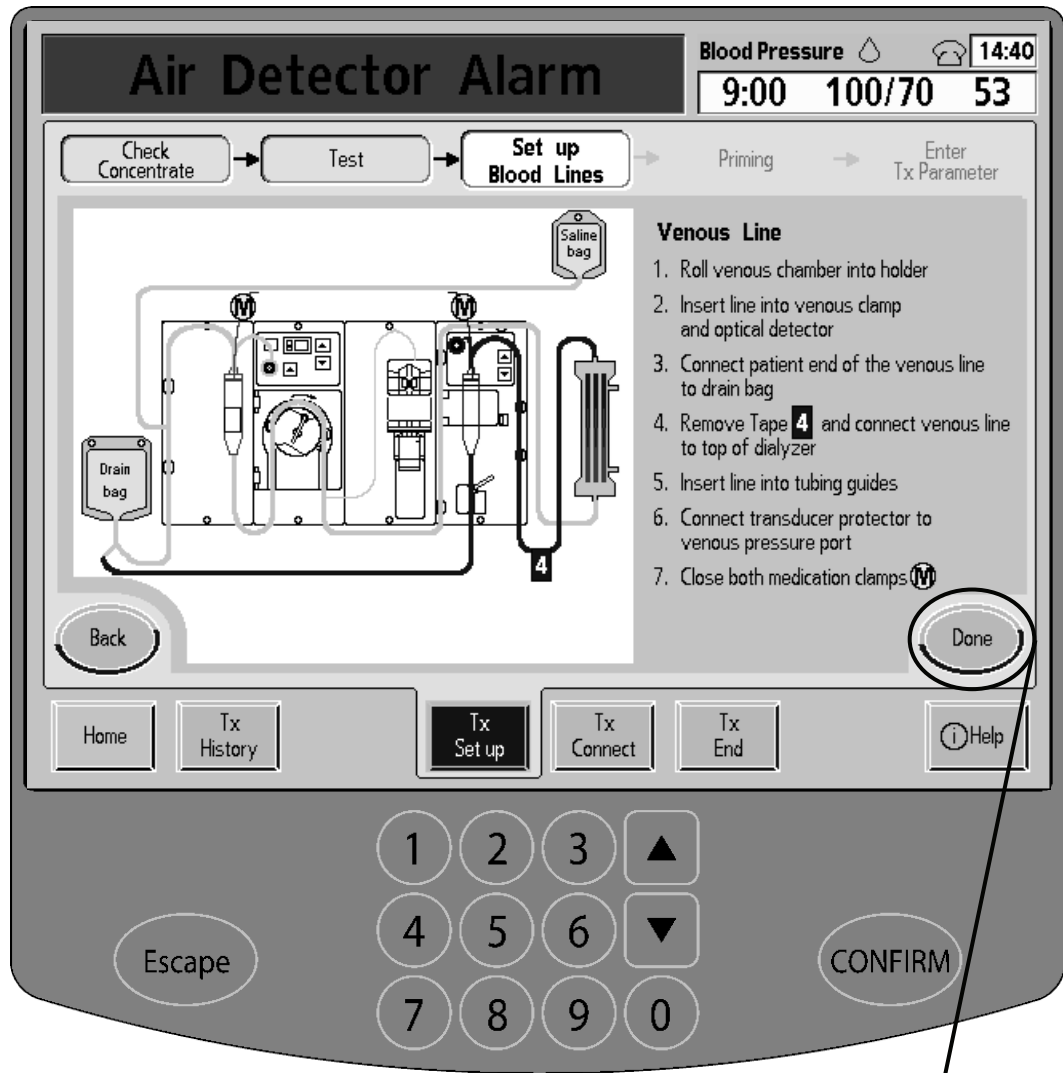 Air Detector Alarm
Blood Pressure 14:40
9:00 100/70 53
Check
Concentrate
Test
Set up
Blood Lines
Priming
Enter
Tx Parameter
Saline
bag
M M
Drain
bag
4
Venous Line
1. Roll venous chamber into holder
2. Insert line into venous clamp
and optical detector
3. Connect patient end of the venous line
to drain bag
4. Remove Tape 4 and connect venous line
to top of dialyzer
5. Insert line into tubing guides
6. Connect transducer protector to
venous pressure port
7. Close both medication clamps M
Back
Done
Home
Tx
History
Tx
Set up
Tx
Connect
Tx
End
i Help
1 2 3
4 5 6
7 8 9 0
Escape
CONFIRM